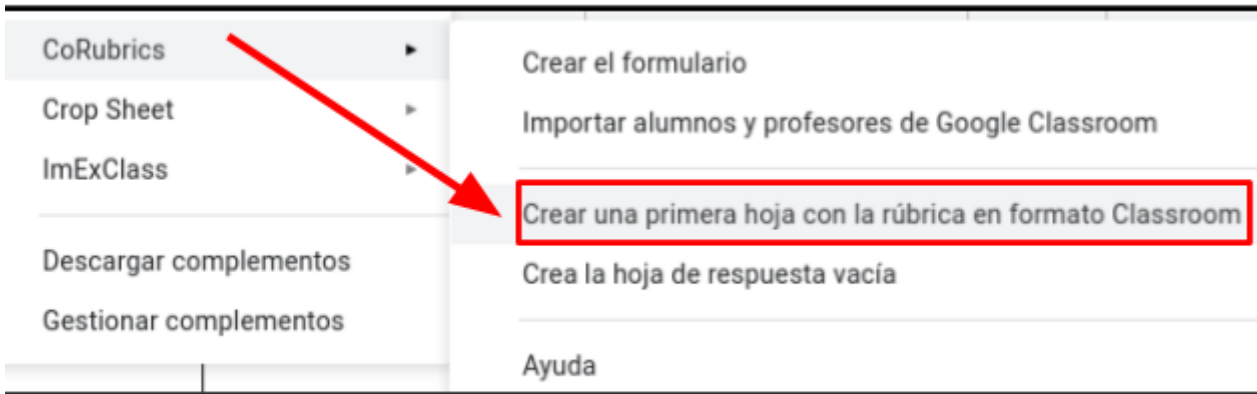 CoRubrics
Crop Sheet
ImExClass
Descargar complementos
Gestionar complementos
Crear el formulario
Importar alumnos y profesores de Google Classroom
Crear una primera hoja con la rúbrica en formato Classroom
Crea la hoja de respuesta vacía
Ayuda